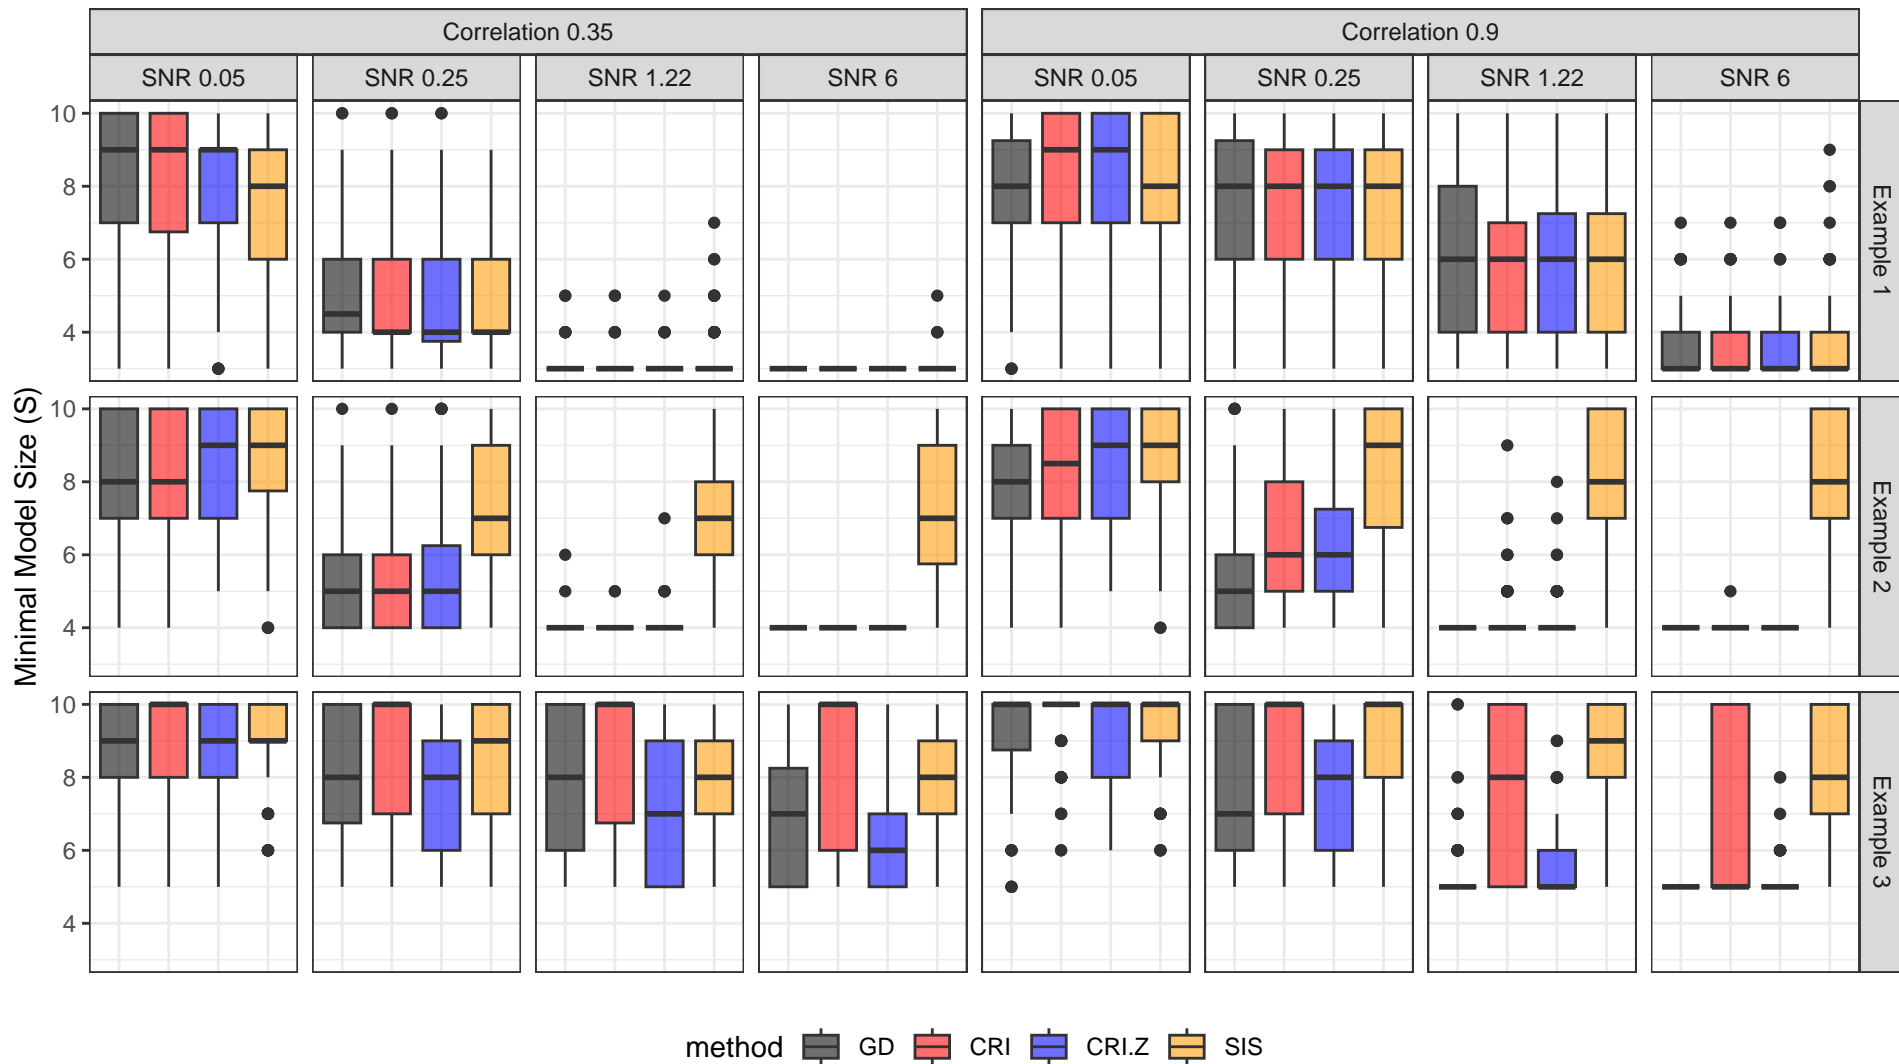 Correlation 0.35 Correlation 0.9
SNR 0.05 SNR 0.25 SNR 1.22 SNR 6 SNR 0.05 SNR 0.25 SNR 1.22 SNR 6
Minimal Model Size (S)
10
8
6
4
Example 1
10
8
6
4
Example 2
10
8
6
4
Example 3
method GD CRI CRI.Z SIS